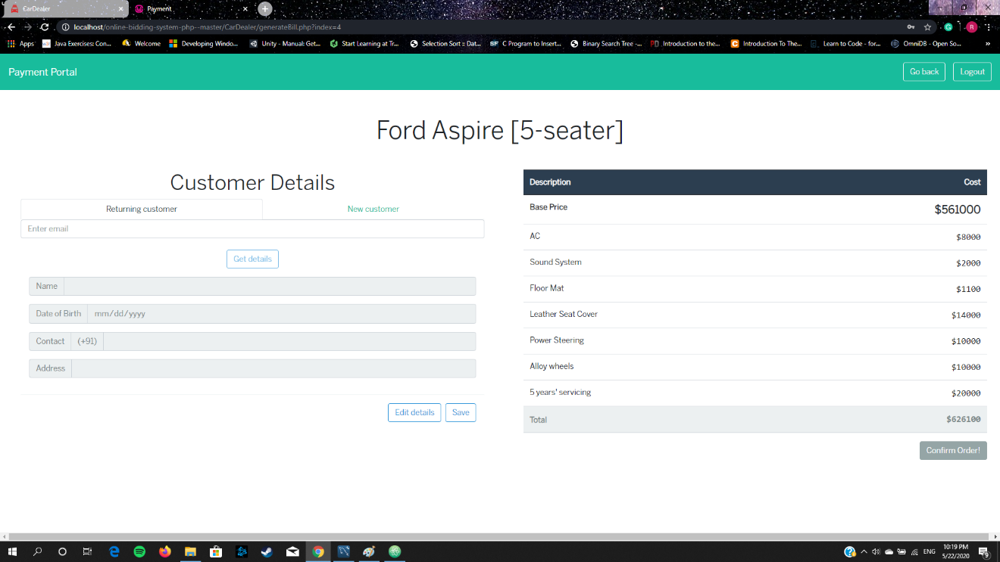 CarDealer
Payment
localhost/online-bidding-system-php--master/CarDealer/generateBill.php?index=4
R
Apps
Java Exercises: Con...
Welcome
Developing Windo...
Unity - Manual: Get...
Start Learning at Tr...
Selection Sort :: Dat...
SF C Program to Insert...
Binary Search Tree -...
Introduction to the...
Introduction To The...
Learn to Code - for...
OmniDB - Open So...
Payment Portal
Go back
Logout
Ford Aspire [5-seater]
Customer Details
Returning customer
New customer
Enter email
Get details
Name
Date of Birth mm/dd/yyyy
Contact (+91)
Address
Edit details
Save
Description Cost
Base Price $561000
AC $8000
Sound System $2000
Floor Mat $1100
Leather Seat Cover $14000
Power Steering $10000
Alloy wheels $10000
5 years' servicing $20000
Total $626100
Confirm Order!
ENG
10:19 PM
5/22/2020